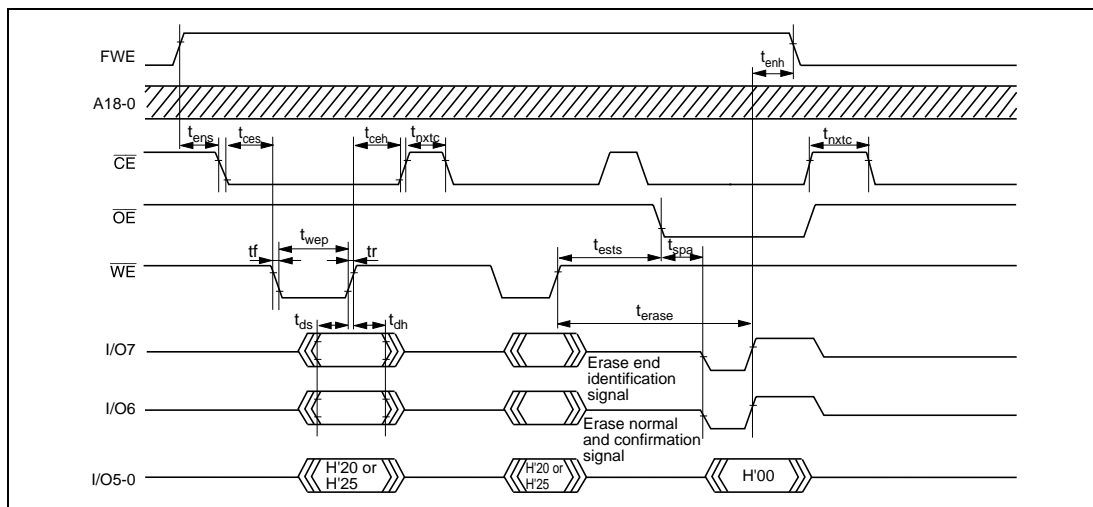 FWE
t_enh
A18-0
t_ens t_ces t_ceh t_nxtc t_nxtc
CE
OE
t_wep t_ests t_spa
tf tr
WE
t_erase
t_ds t_dh
I/O7
Erase end
identification
signal
I/O6
Erase normal
and confirmation
signal
I/O5-0
H'20 or
H'25
H'20 or
H'25
H'00